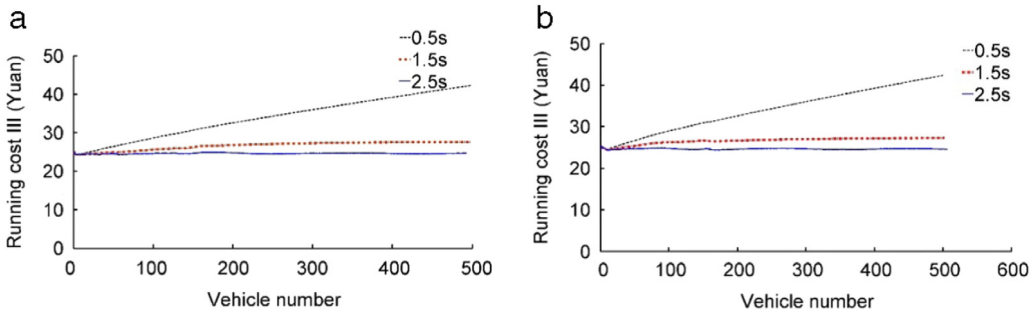 a
0.5s
1.5s
2.5s
Running cost III (Yuan)
50
40
30
20
10
0
0 100 200 300 400 500
Vehicle number
b
0.5s
1.5s
2.5s
Running cost III (Yuan)
50
40
30
20
10
0
0 100 200 300 400 500 600
Vehicle number